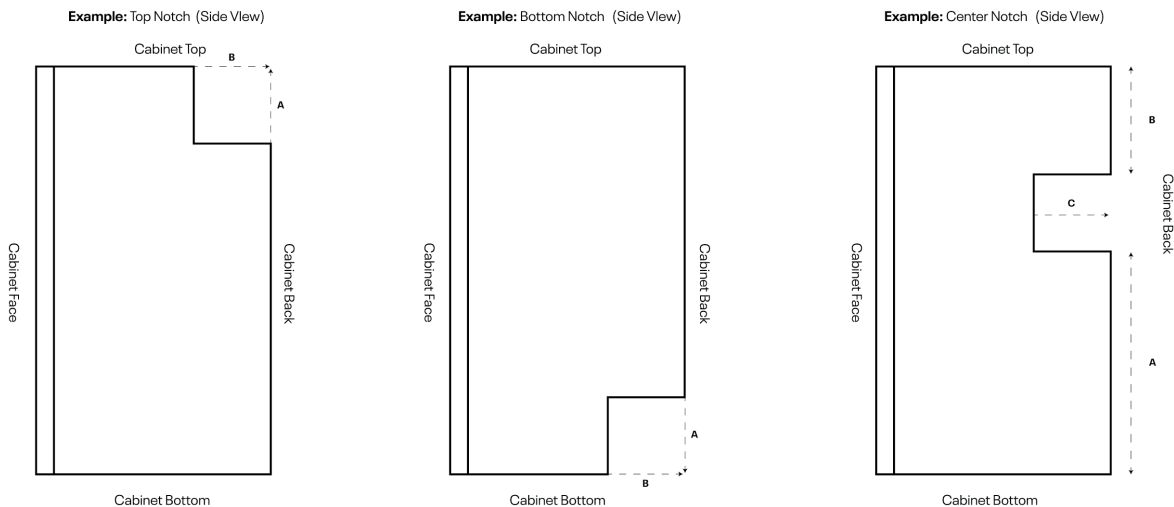 Example: Top Notch (Side VIew)
Cabinet Top
B
A
Cabinet Face
Cabinet Back
Cabinet Bottom
Example: Bottom Notch (Side VIew)
Cabinet Top
Cabinet Face
Cabinet Back
A
B
Cabinet Bottom
Example: Center Notch (Side VIew)
Cabinet Top
B
C
Cabinet Back
Cabinet Face
A
Cabinet Bottom